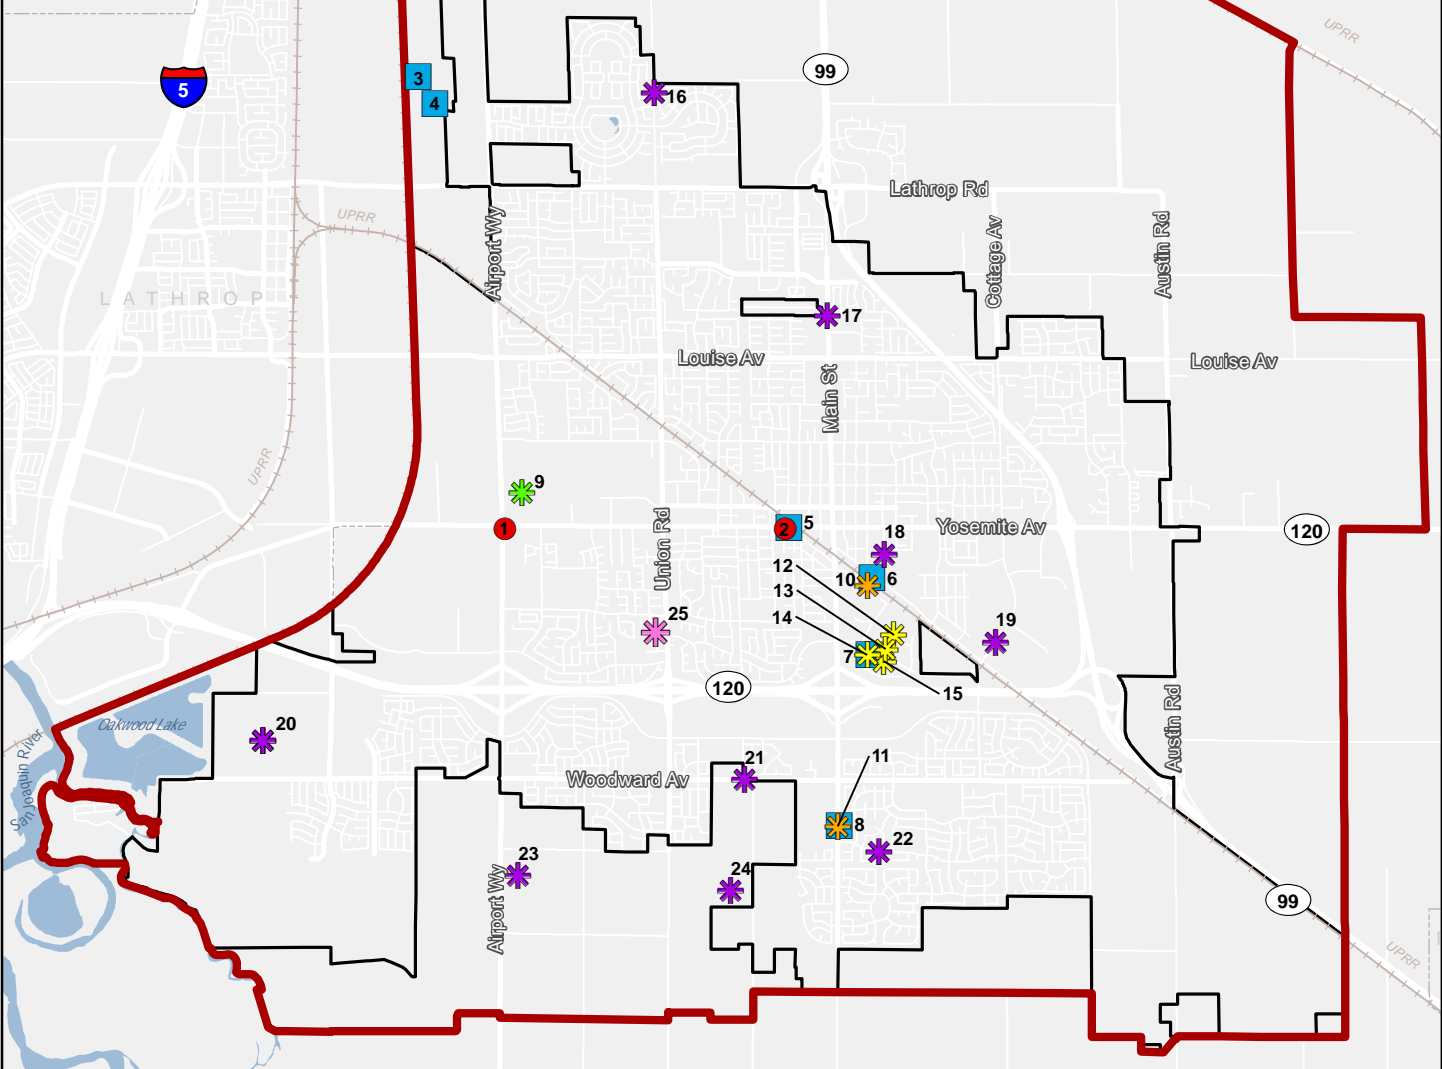 UPRR
5
3
4
99
16
Lathrop Rd
UPRR
Airport Wy
Cottage Av
Austin Rd
LATHROP
17
Louise Av
Louise Av
Main St
UPRR
9
1
2
5
Union Rd
Yosemite Av
120
18
12
10
6
13
14
25
19
7
120
15
Oakwood Lake
20
San Joaquin River
Austin Rd
21
11
Woodward Av
8
22
23
24
Airport Wy
99
UPRR